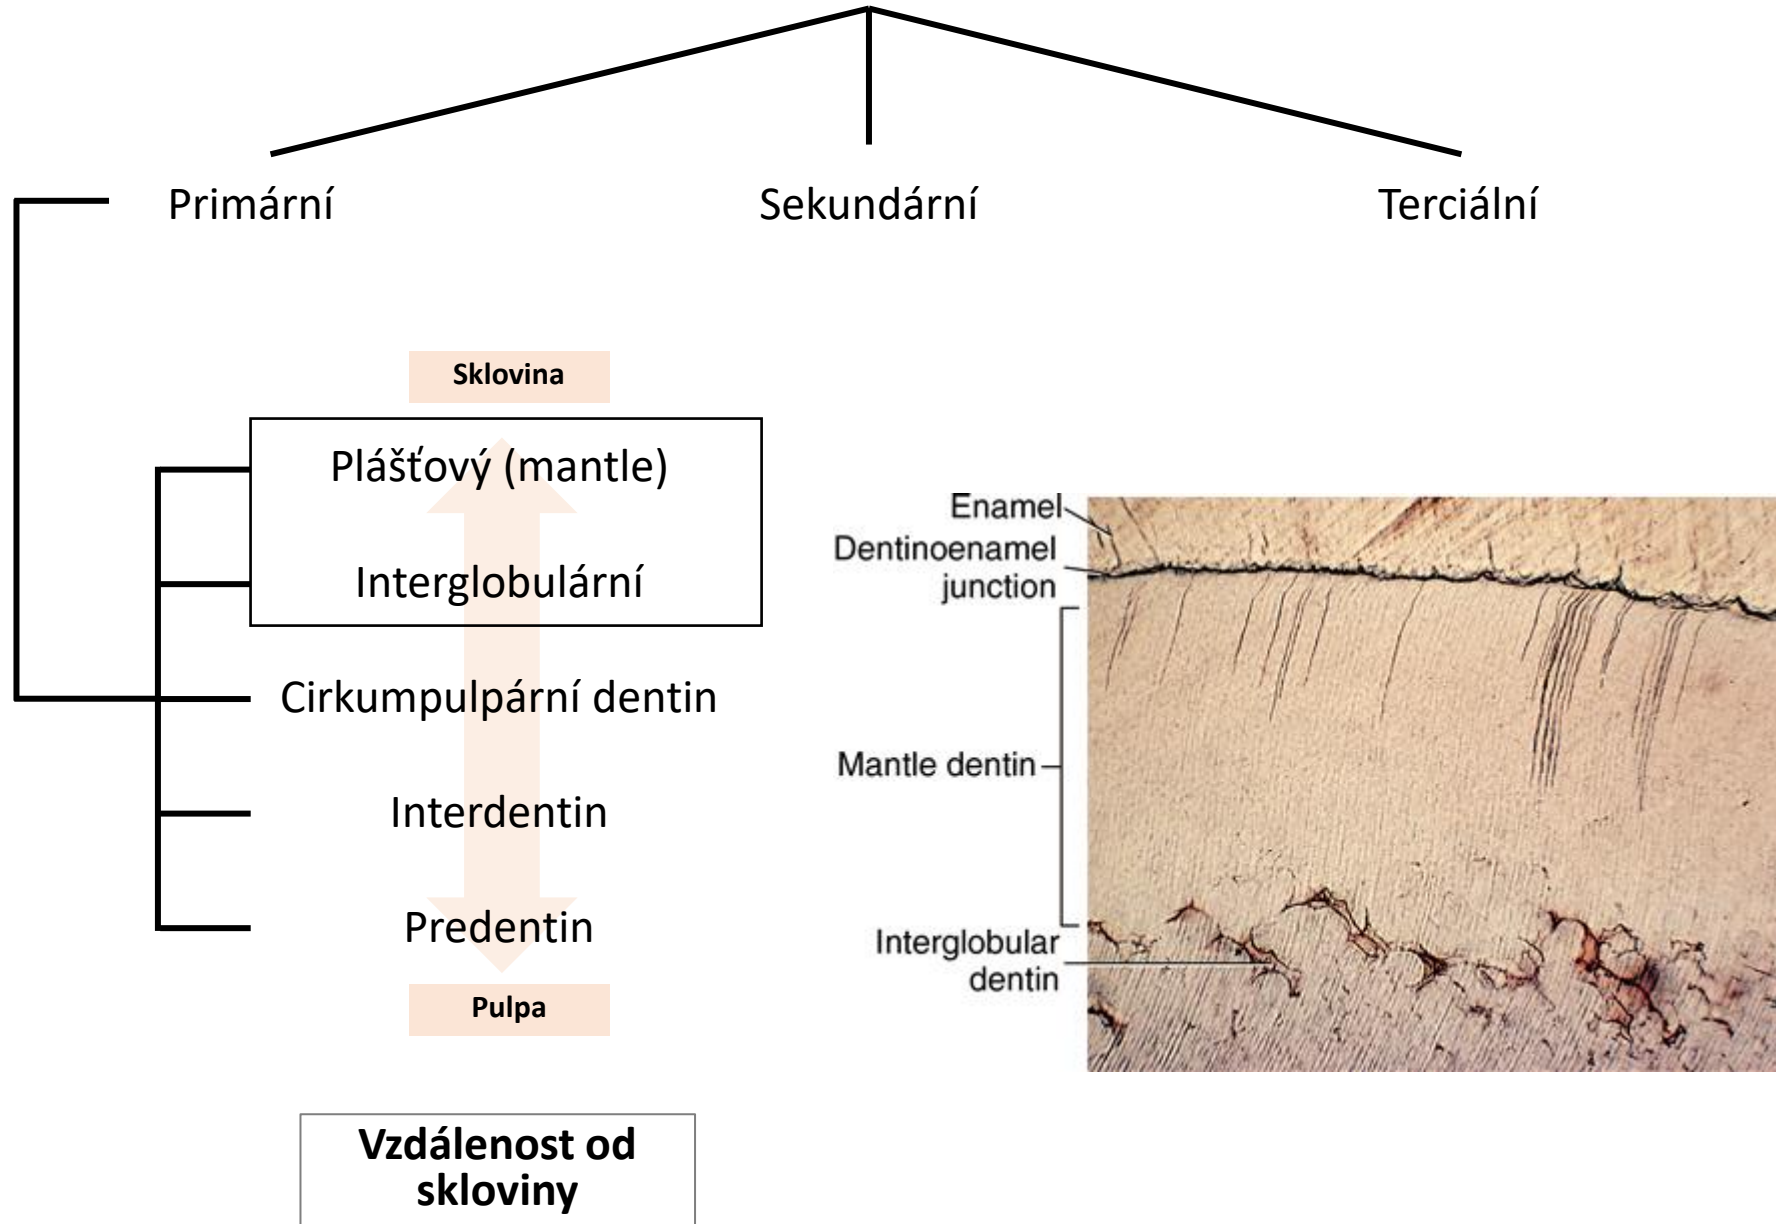 Primární
Sekundární
Terciální
Sklovina
Plášťový (mantle)
Interglobulární
Cirkumpulpární dentin
Interdentin
Predentin
Pulpa
Vzdálenost od
skloviny
Enamel
Dentinoenamel
junction
Mantle dentin
Interglobular
dentin